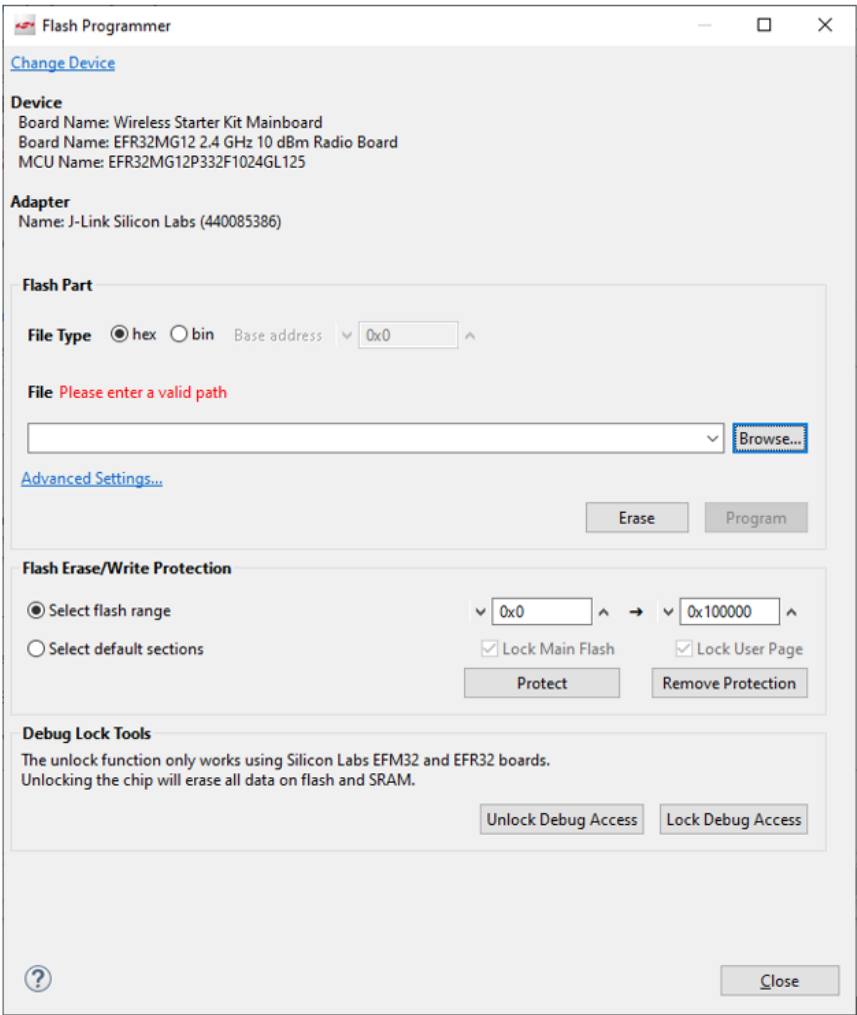 Flash Programmer
Change Device
Device
Board Name: Wireless Starter Kit Mainboard
Board Name: EFR32MG12 2.4 GHz 10 dBm Radio Board
MCU Name: EFR32MG12P332F1024GL125
Adapter
Name: J-Link Silicon Labs (440085386)
Flash Part
File Type hex bin Base address 0x0
File Please enter a valid path
Browse...
Advanced Settings...
Erase Program
Flash Erase/Write Protection
Select flash range 0x0 → 0x100000
Select default sections Lock Main Flash Lock User Page
Protect Remove Protection
Debug Lock Tools
The unlock function only works using Silicon Labs EFM32 and EFR32 boards.
Unlocking the chip will erase all data on flash and SRAM.
Unlock Debug Access Lock Debug Access
? Close